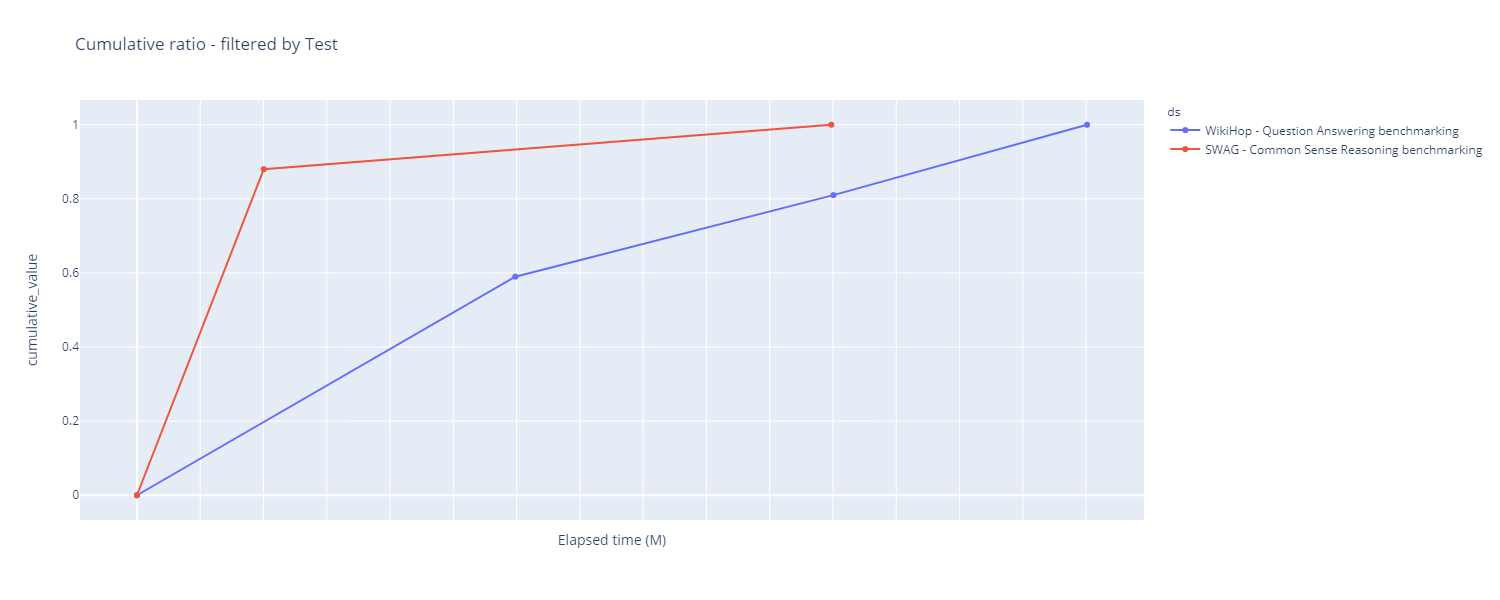 Cumulative ratio - filtered by Test
ds
WikiHop - Question Answering benchmarking
SWAG - Common Sense Reasoning benchmarking
1
0.8
0.6
0.4
0.2
0
cumulative_value
Elapsed time (M)